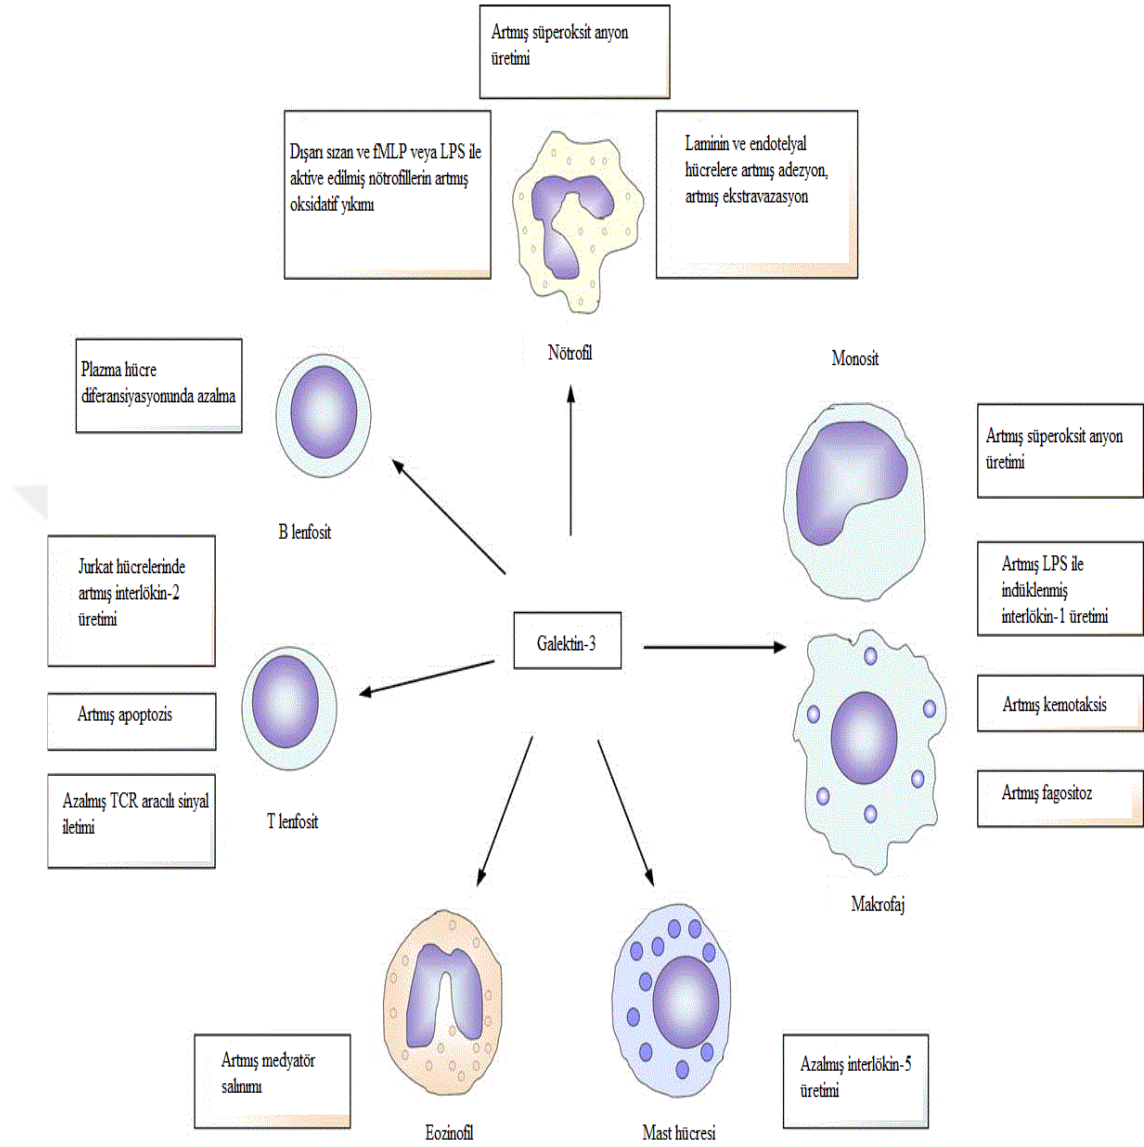 Artmış süperoksit anyon
üretimi
Dışarı sızan ve fMLP veya LPS ile
aktive edilmiş nötrofillerin artmış
oksidatif yıkımı
Laminin ve endotelyal
hücrelere artmış adezyon,
artmış ekstravazasyon
Nötrofil
Monosit
Plazma hücre
diferansiyasyonunda azalma
B lenfosit
Artmış süperoksit anyon
üretimi
Jurkat hücrelerinde
artmış interlökin-2
üretimi
Artmış LPS ile
indüklenmiş
interlökin-1 üretimi
Galektin-3
Artmış apoptozis
Artmış kemotaksis
Azalmış TCR aracılı sinyal
iletimi
T lenfosit
Artmış fagositoz
Makrofaj
Artmış medyatör
salınımı
Eozinofil
Mast hücresi
Azalmış interlökin-5
üretimi